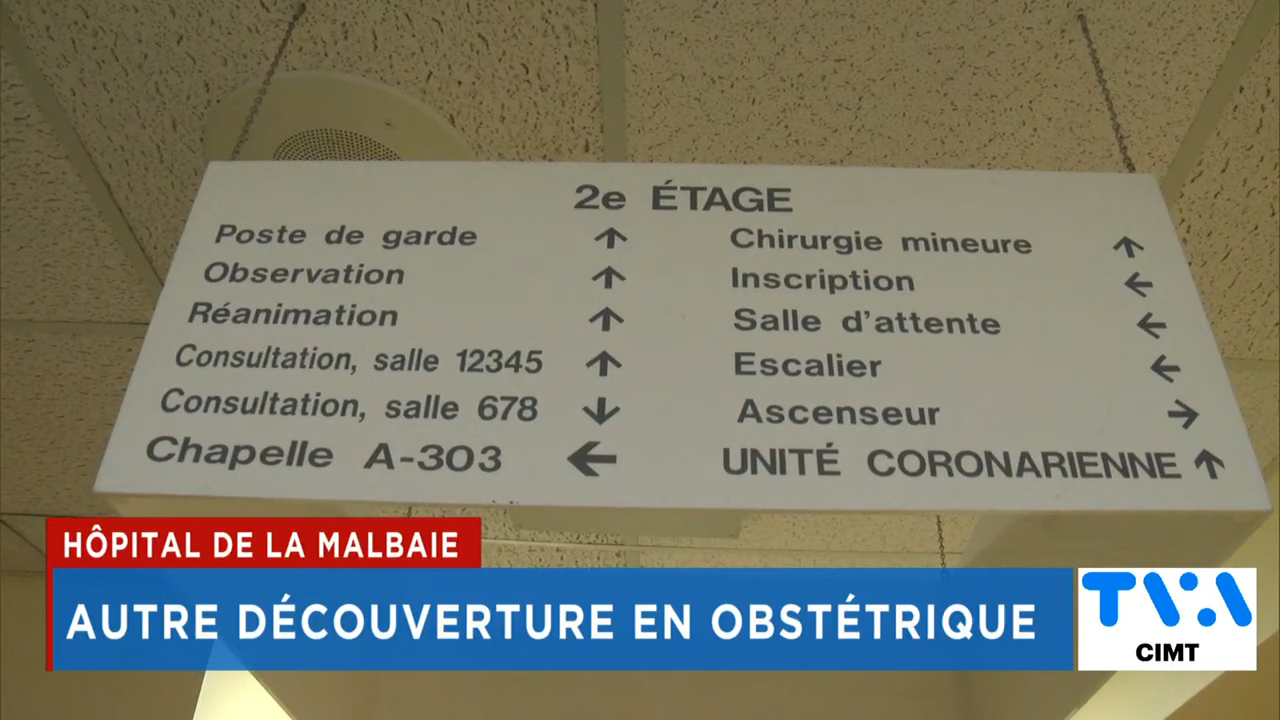 2e ÉTAGE
Poste de garde ↑
Observation ↑
Réanimation ↑
Consultation, salle 12345 ↑
Consultation, salle 678 ↓
Chapelle A-303 ←
Chirurgie mineure ↑
Inscription ←
Salle d'attente ←
Escalier ←
Ascenseur →
UNITÉ CORONARIENNE ↑
HÔPITAL DE LA MALBAIE
AUTRE DÉCOUVERTURE EN OBSTÉTRIQUE
TVA
CIMT